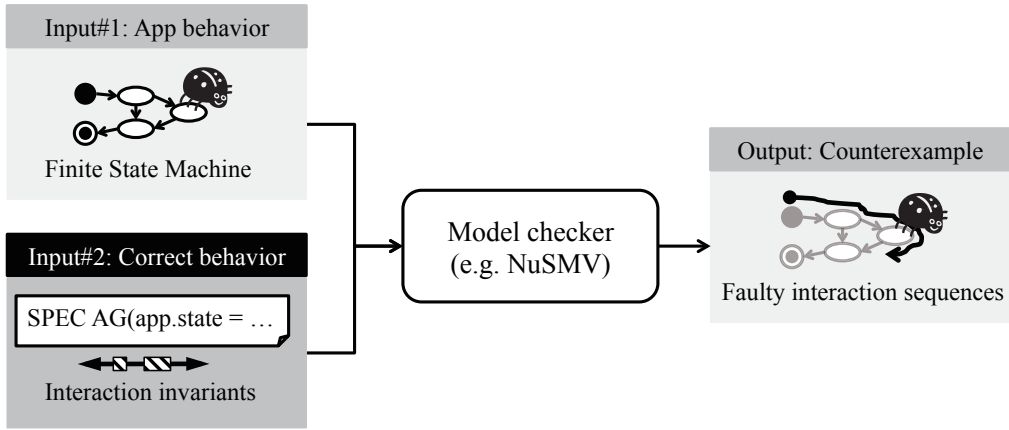 Input#1: App behavior
Finite State Machine
Input#2: Correct behavior
SPEC AG(app.state = …
Interaction invariants
Model checker
(e.g. NuSMV)
Output: Counterexample
Faulty interaction sequences